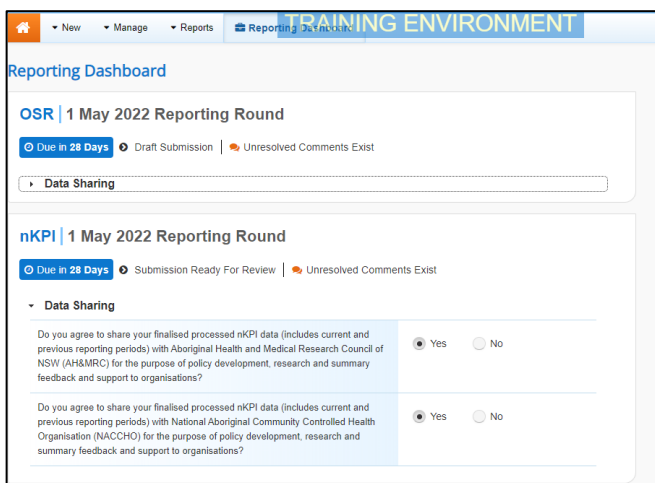 New Manage Reports Reporting Dashboard TRAINING ENVIRONMENT
Reporting Dashboard
OSR 1 May 2022 Reporting Round
Due in 28 Days Draft Submission Unresolved Comments Exist
Data Sharing
nKPI 1 May 2022 Reporting Round
Due in 28 Days Submission Ready For Review Unresolved Comments Exist
Data Sharing
Do you agree to share your finalised processed nKPI data (includes current and
previous reporting periods) with Aboriginal Health and Medical Research Council of
NSW (AH&MRC) for the purpose of policy development, research and summary
feedback and support to organisations?
Yes No
Do you agree to share your finalised processed nKPI data (includes current and
previous reporting periods) with National Aboriginal Community Controlled Health
Organisation (NACCHO) for the purpose of policy development, research and
summary feedback and support to organisations?
Yes No